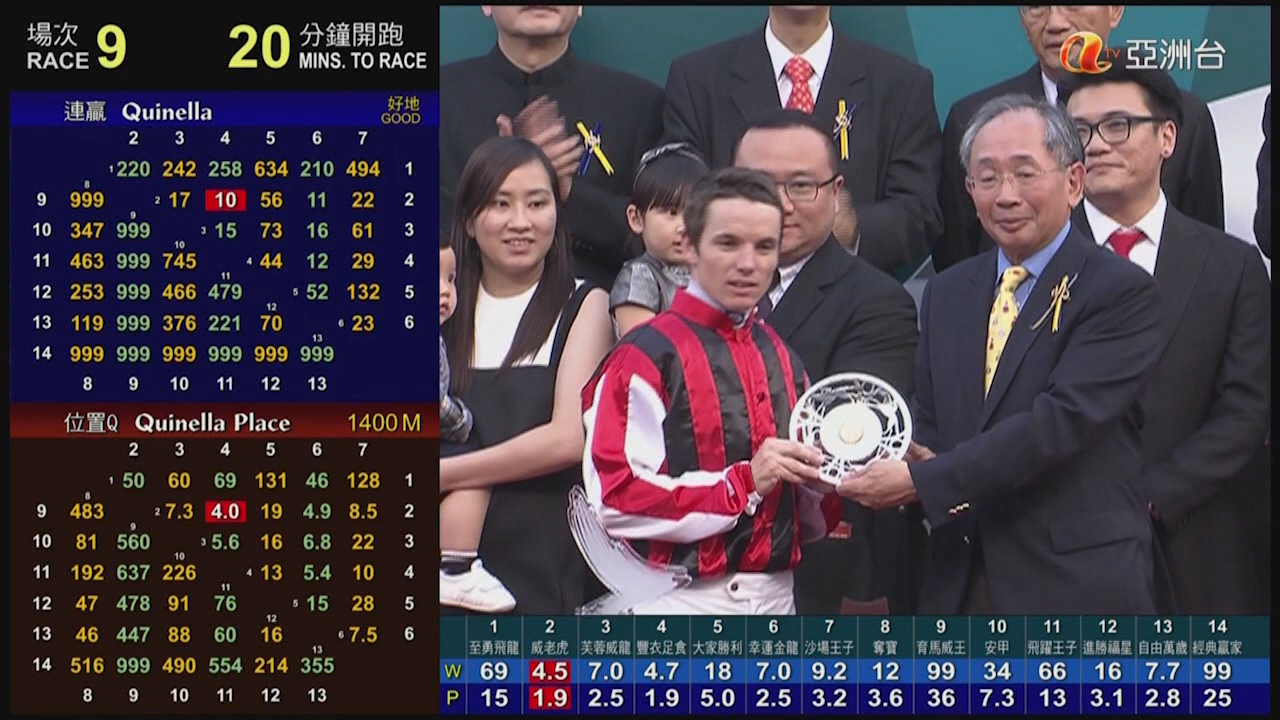 場次 RACE 9 20 分鐘開跑 MINS. TO RACE
連贏 Quinella 好地 GOOD
2 3 4 5 6 7
1 220 242 258 634 210 494 1
8
9 999 2 17 10 56 11 22 2
9
10 347 999 3 15 73 16 61 3
10
11 463 999 745 4 44 12 29 4
11
12 253 999 466 479 5 52 132 5
12
13 119 999 376 221 70 6 23 6
13
14 999 999 999 999 999 999
8 9 10 11 12 13
位置Q Quinella Place 1400M
2 3 4 5 6 7
1 50 60 69 131 46 128 1
8
9 483 2 7.3 4.0 19 4.9 8.5 2
9
10 81 560 3 5.6 16 6.8 22 3
10
11 192 637 226 4 13 5.4 10 4
11
12 47 478 91 76 5 15 28 5
12
13 46 447 88 60 16 6 7.5 6
13
14 516 999 490 554 214 355
8 9 10 11 12 13
aTV 亞洲台
1 2 3 4 5 6 7 8 9 10 11 12 13 14
至勇飛龍 威老虎 芙蓉威龍 豐衣足食 大家勝利 幸運金龍 沙場王子 奪寶 育馬威王 安甲 飛躍王子 進勝福星 自由萬歲 經典贏家
W 69 4.5 7.0 4.7 18 7.0 9.2 12 99 34 66 16 7.7 99
P 15 1.9 2.5 1.9 5.0 2.5 3.2 3.6 36 7.3 13 3.1 2.8 25